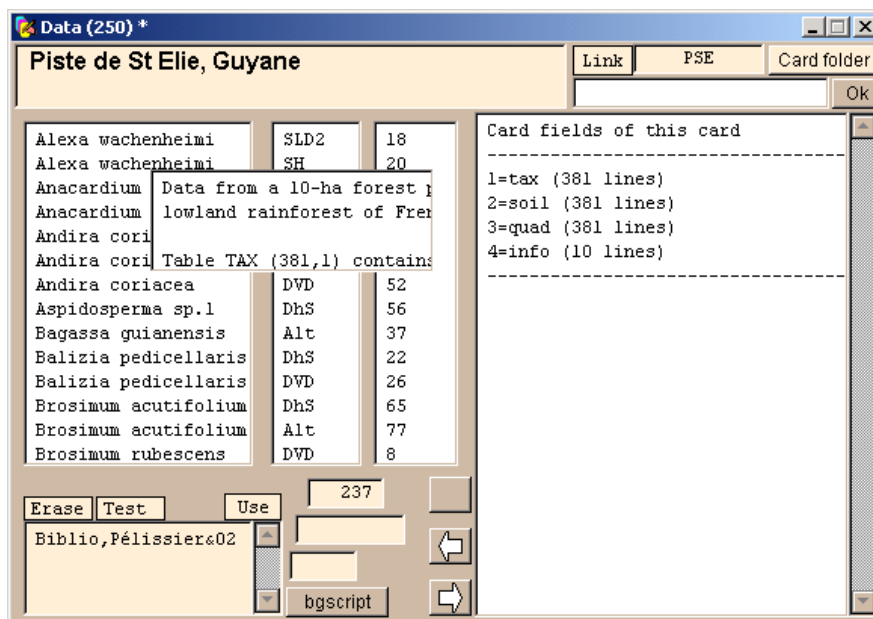 Data (250) *
Piste de St Elie, Guyane
Link PSE Card folder
Ok
Alexa wachenheimi SLD2 18
Alexa wachenheimi SH 20
Anacardium
Anacardium
Andira cori
Andira cori
Andira coriacea DVD 52
Aspidosperma sp.1 DhS 56
Bagassa guianensis Alt 37
Balizia pedicellaris DhS 22
Balizia pedicellaris DVD 26
Brosimum acutifolium DhS 65
Brosimum acutifolium Alt 77
Brosimum rubescens DVD 8
Data from a 10-ha forest
lowland rainforest of Fren
Table TAX (381,1) contains
Card fields of this card
---------------------------------
1=tax (381 lines)
2=soil (381 lines)
3=quad (381 lines)
4=info (10 lines)
---------------------------------
Erase Test Use 237
Biblio,Pélissier&02
bgscript